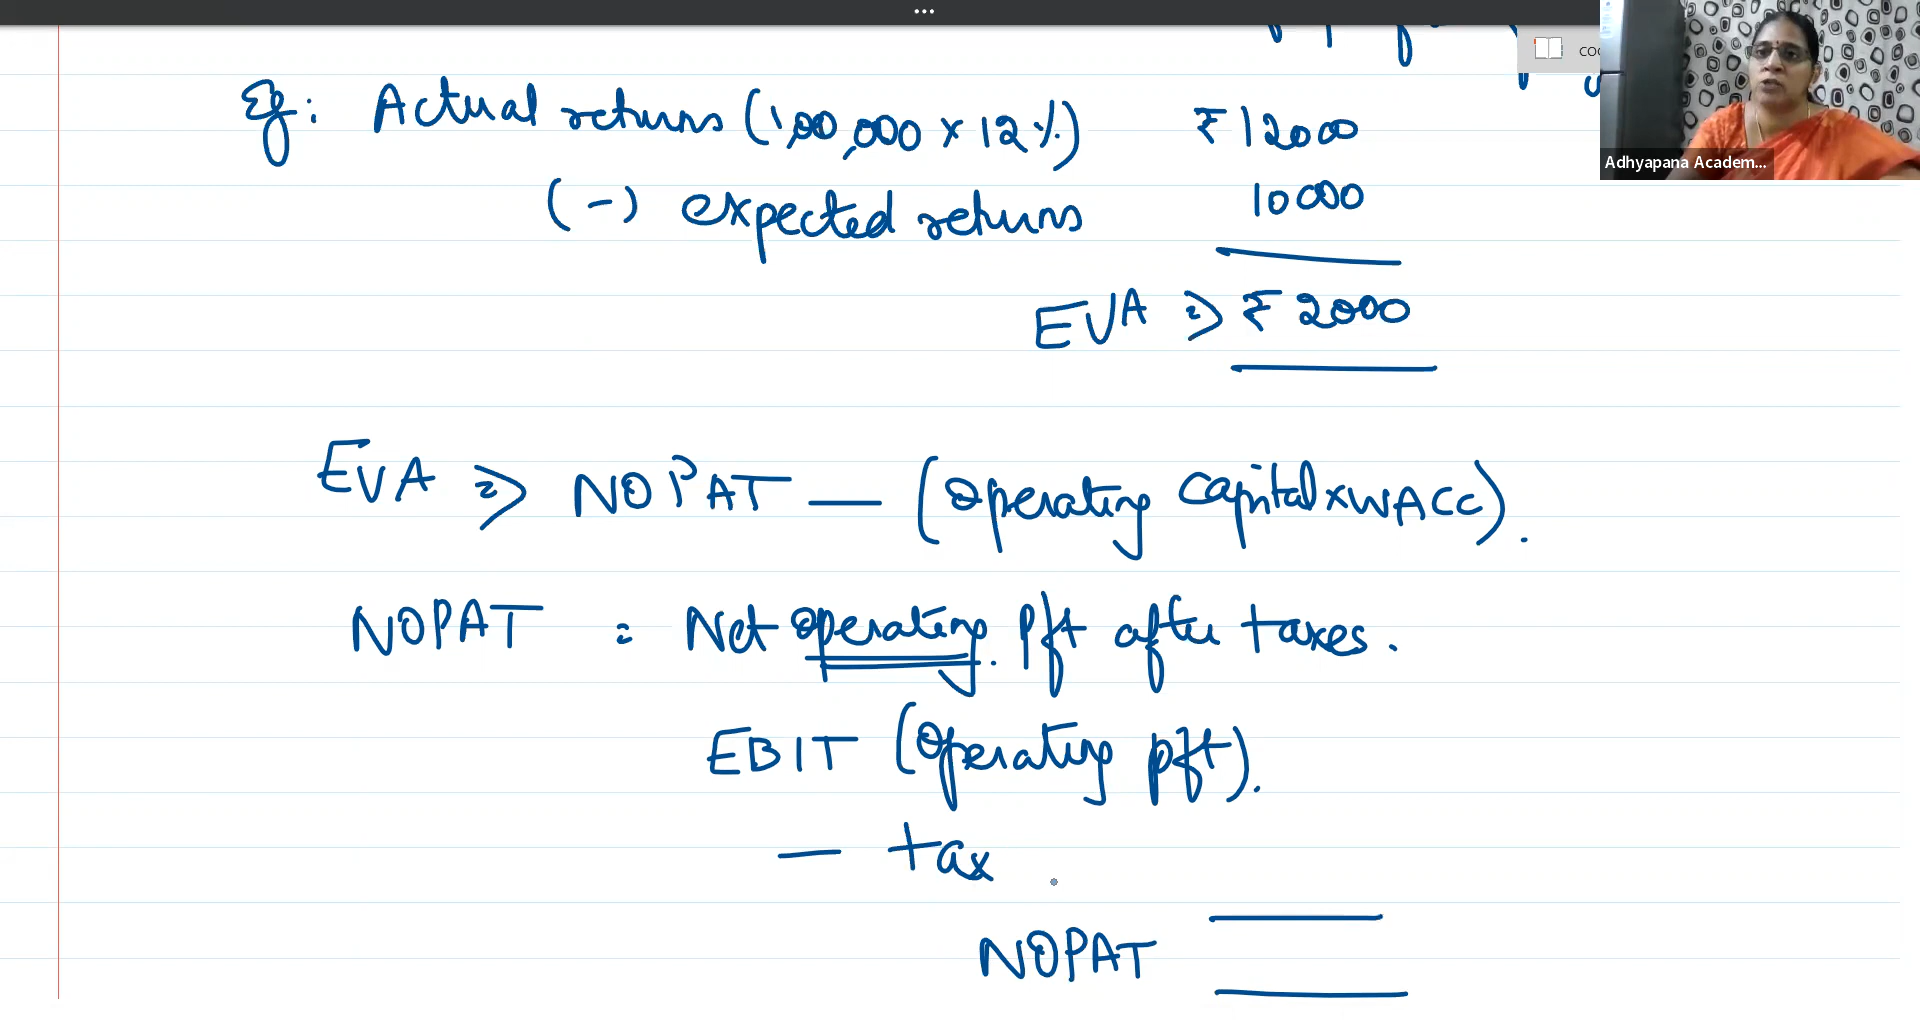 coo
Adhyapana Academ...
Eg: Actual returns (1,00,000 x 12%) ₹12000
(-) expected returns 10000
EVA ⇒ ₹2000
EVA ⇒ NOPAT — (Operating Capital x WACC).
NOPAT = Net operating pft after taxes.
EBIT (Operating pft).
— tax
NOPAT